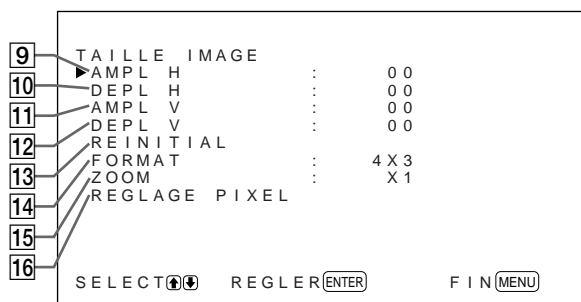 TAILLE IMAGE
9 ▶AMPL H : 00
10 DEPL H : 00
11 AMPL V : 00
12 DEPL V : 00
13 REINITIAL
14 FORMAT : 4X3
15 ZOOM : X1
16 REGLAGE PIXEL
SELECT⬆⬇ REGLER ENTER FIN MENU